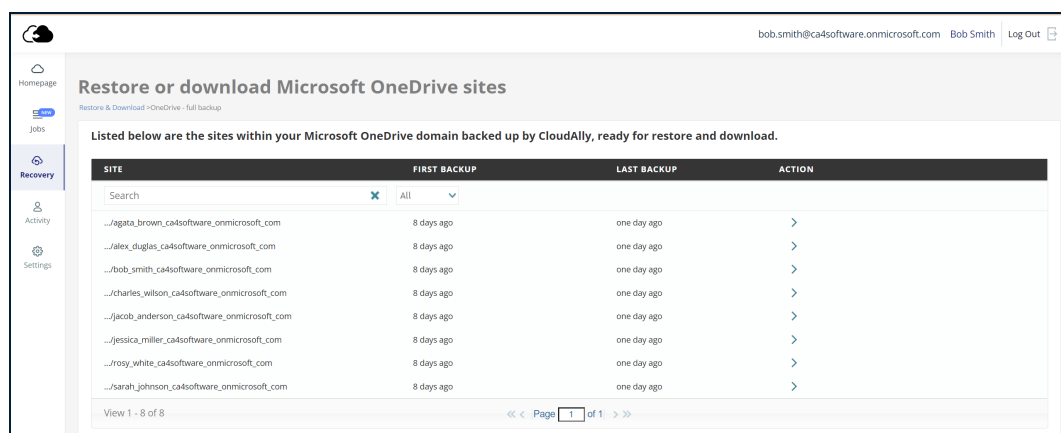 bob.smith@ca4software.onmicrosoft.com Bob Smith Log Out
Homepage
NEW
Jobs
Recovery
Activity
Settings
Restore or download Microsoft OneDrive sites
Restore & Download >OneDrive - full backup
Listed below are the sites within your Microsoft OneDrive domain backed up by CloudAlly, ready for restore and download.
SITE FIRST BACKUP LAST BACKUP ACTION
Search All
.../agata_brown_ca4software_onmicrosoft_com 8 days ago one day ago
.../alex_duglas_ca4software_onmicrosoft_com 8 days ago one day ago
.../bob_smith_ca4software_onmicrosoft_com 8 days ago one day ago
.../charles_wilson_ca4software_onmicrosoft_com 8 days ago one day ago
.../jacob_anderson_ca4software_onmicrosoft_com 8 days ago one day ago
.../jessica_miller_ca4software_onmicrosoft_com 8 days ago one day ago
.../rosy_white_ca4software_onmicrosoft_com 8 days ago one day ago
.../sarah_johnson_ca4software_onmicrosoft_com 8 days ago one day ago
View 1 - 8 of 8 Page 1 of 1